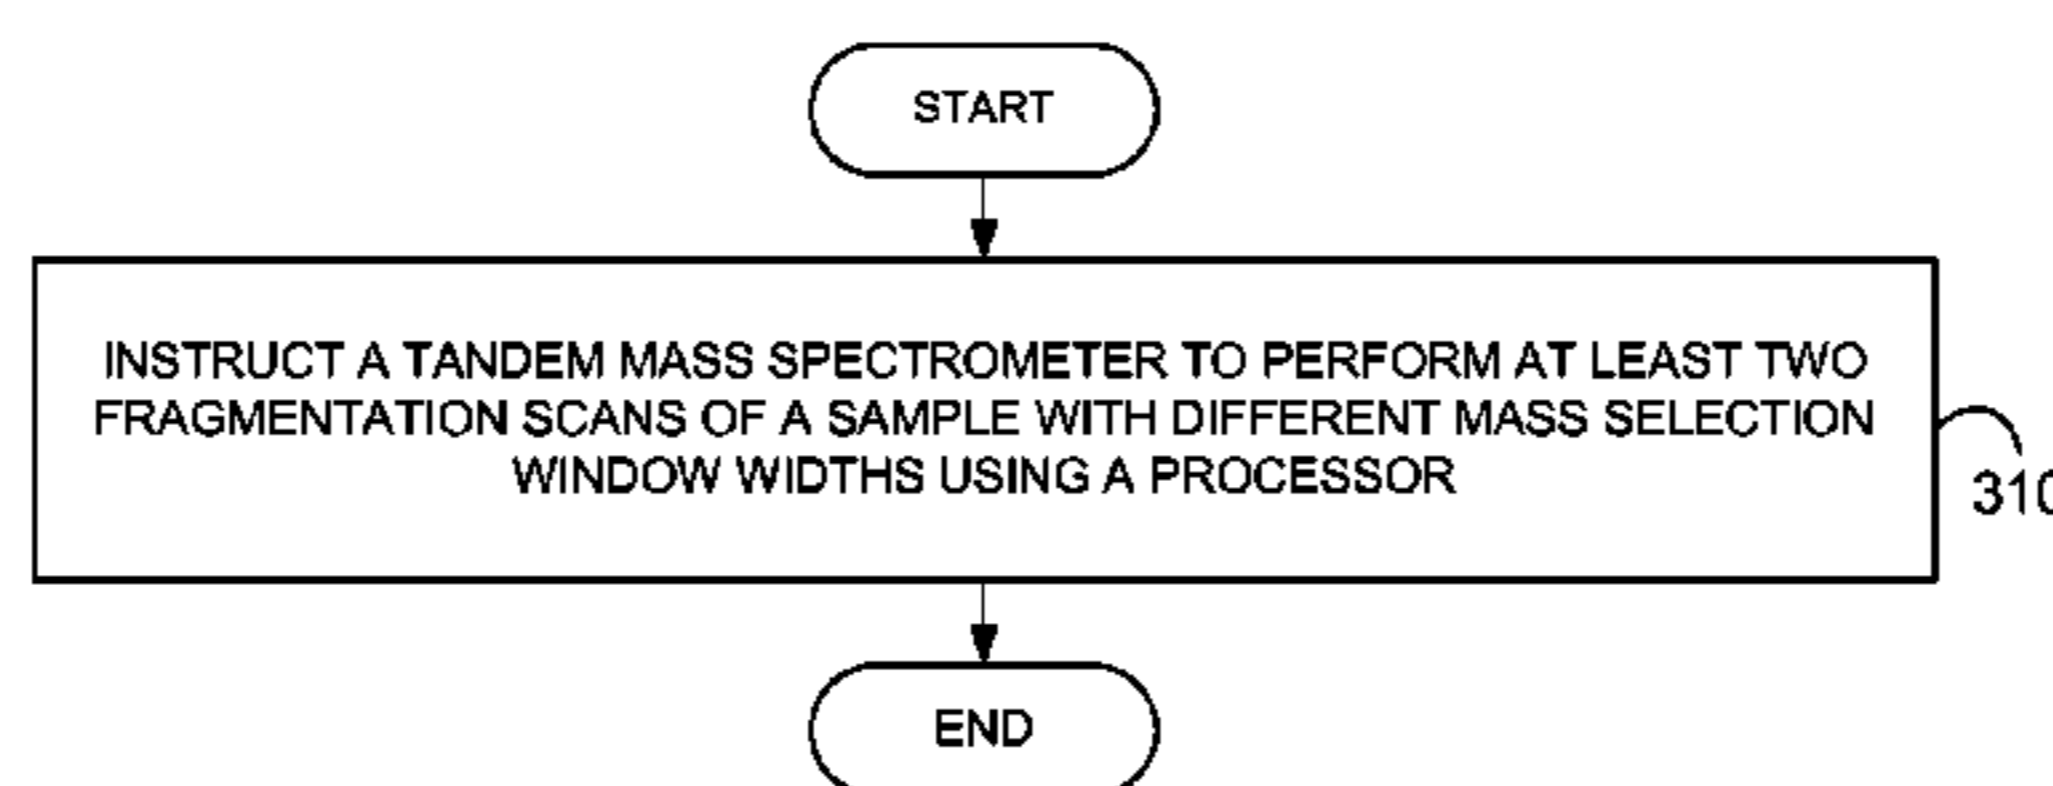 START
INSTRUCT A TANDEM MASS SPECTROMETER TO PERFORM AT LEAST TWO
FRAGMENTATION SCANS OF A SAMPLE WITH DIFFERENT MASS SELECTION
WINDOW WIDTHS USING A PROCESSOR
310
END